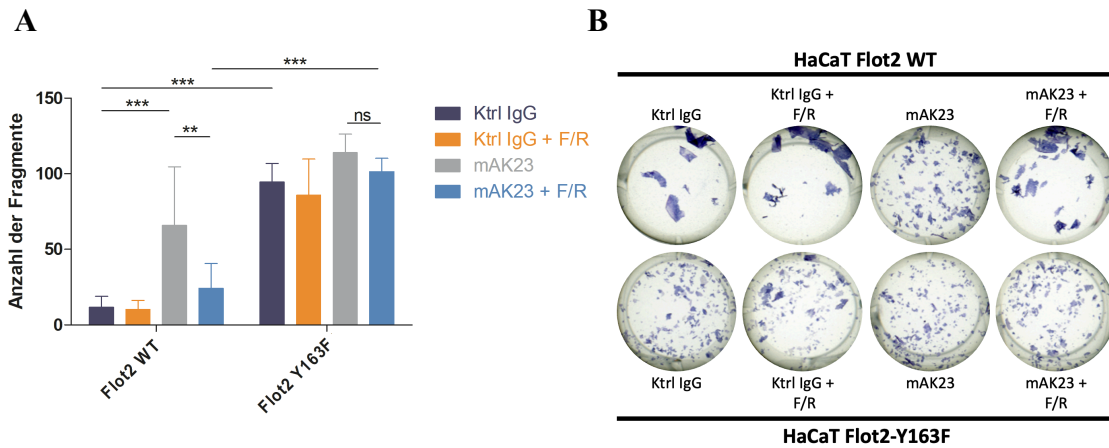 A
***
***
***
**
ns
150
100
50
0
Anzahl der Fragmente
Flot2 WT
Flot2 Y163F
Ktrl IgG
Ktrl IgG + F/R
mAK23
mAK23 + F/R
B
HaCaT Flot2 WT
Ktrl IgG
Ktrl IgG +
F/R
mAK23
mAK23 +
F/R
Ktrl IgG
Ktrl IgG +
F/R
mAK23
mAK23 +
F/R
HaCaT Flot2-Y163F